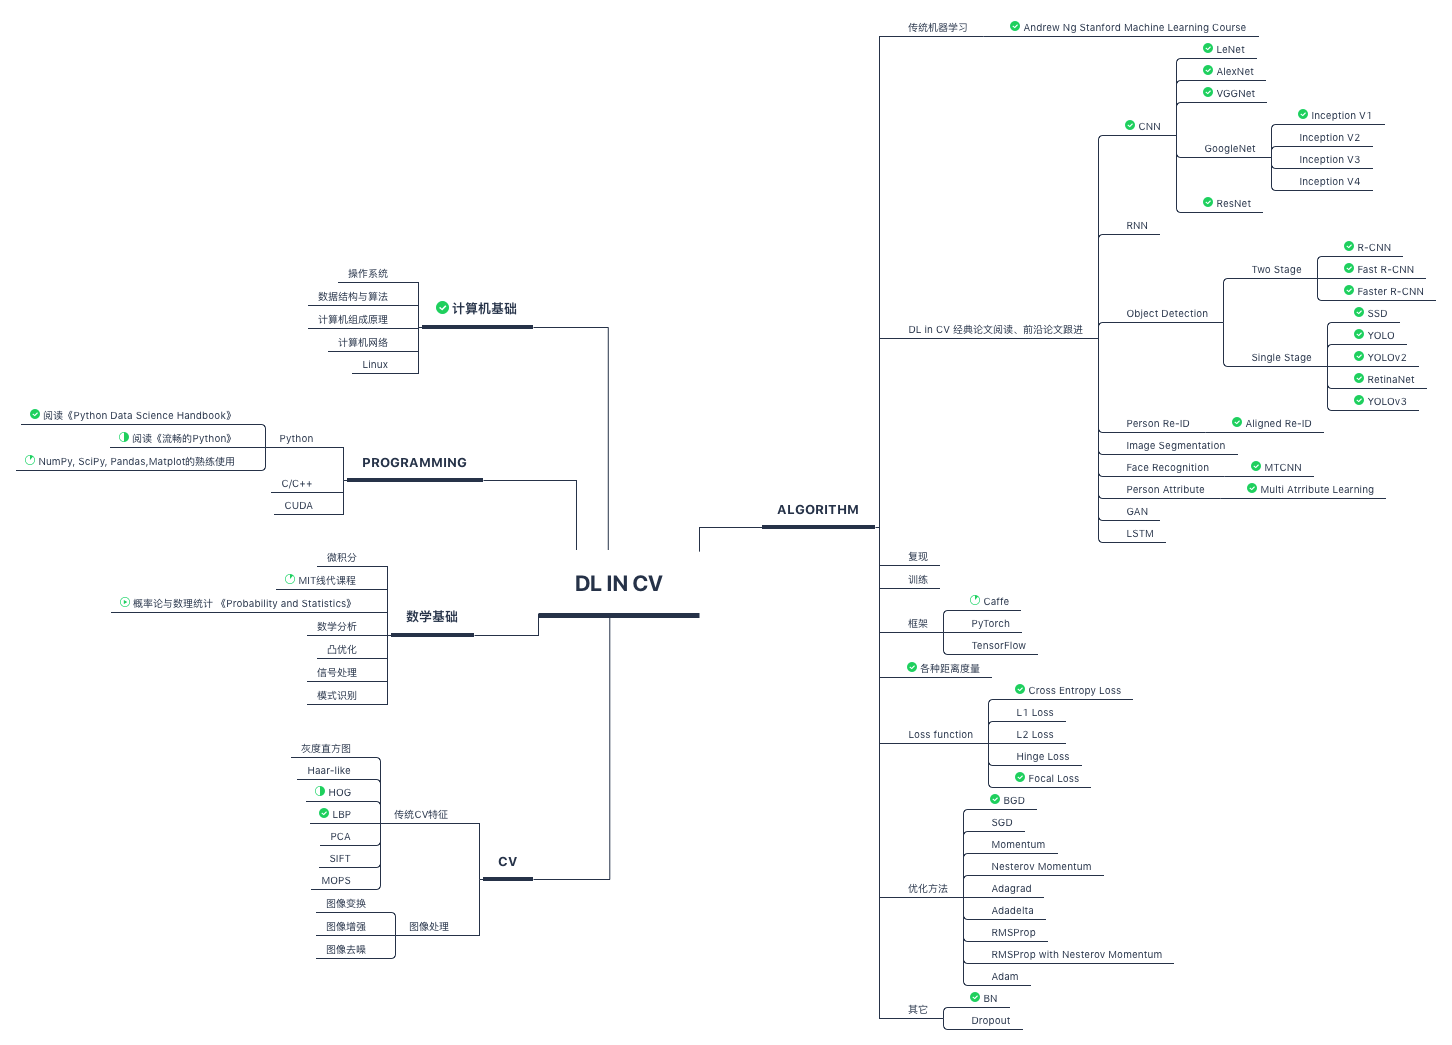 DL IN CV
计算机基础
操作系统
数据结构与算法
计算机组成原理
计算机网络
Linux
PROGRAMMING
Python
阅读《Python Data Science Handbook》
阅读《流畅的Python》
NumPy, SciPy, Pandas,Matplot的熟练使用
C/C++
CUDA
数学基础
微积分
MIT线代课程
概率论与数理统计 《Probability and Statistics》
数学分析
凸优化
信号处理
模式识别
CV
传统CV特征
灰度直方图
Haar-like
HOG
LBP
PCA
SIFT
MOPS
图像处理
图像变换
图像增强
图像去噪
ALGORITHM
传统机器学习
Andrew Ng Stanford Machine Learning Course
DL in CV 经典论文阅读、前沿论文跟进
CNN
LeNet
AlexNet
VGGNet
GoogleNet
Inception V1
Inception V2
Inception V3
Inception V4
ResNet
RNN
Object Detection
Two Stage
R-CNN
Fast R-CNN
Faster R-CNN
Single Stage
SSD
YOLO
YOLOv2
RetinaNet
YOLOv3
Person Re-ID
Aligned Re-ID
Image Segmentation
Face Recognition
MTCNN
Person Attribute
Multi Atrribute Learning
GAN
LSTM
复现
训练
框架
Caffe
PyTorch
TensorFlow
各种距离度量
Loss function
Cross Entropy Loss
L1 Loss
L2 Loss
Hinge Loss
Focal Loss
优化方法
BGD
SGD
Momentum
Nesterov Momentum
Adagrad
Adadelta
RMSProp
RMSProp with Nesterov Momentum
Adam
其它
BN
Dropout